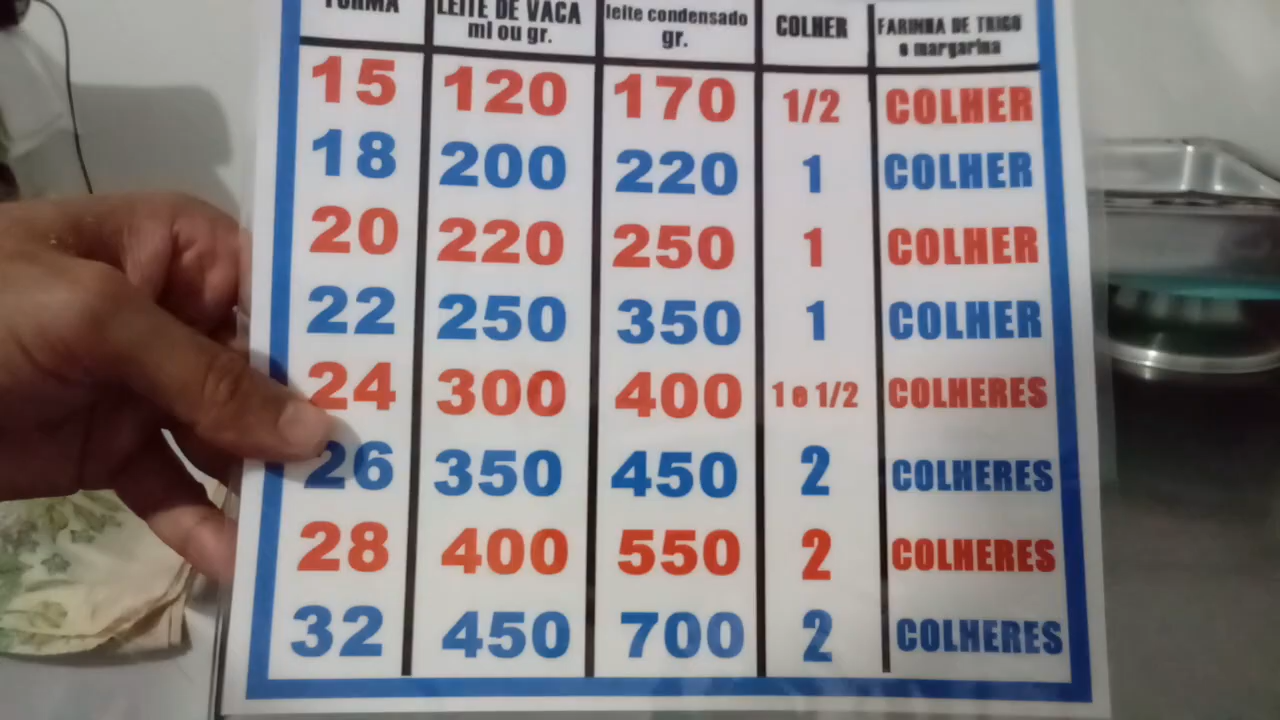 FORMA LEITE DE VACA leite condensado COLHER FARINHA DE TRIGO
ml ou gr. gr. e margarina
15 120 170 1/2 COLHER
18 200 220 1 COLHER
20 220 250 1 COLHER
22 250 350 1 COLHER
24 300 400 1 e 1/2 COLHERES
26 350 450 2 COLHERES
28 400 550 2 COLHERES
32 450 700 2 COLHERES